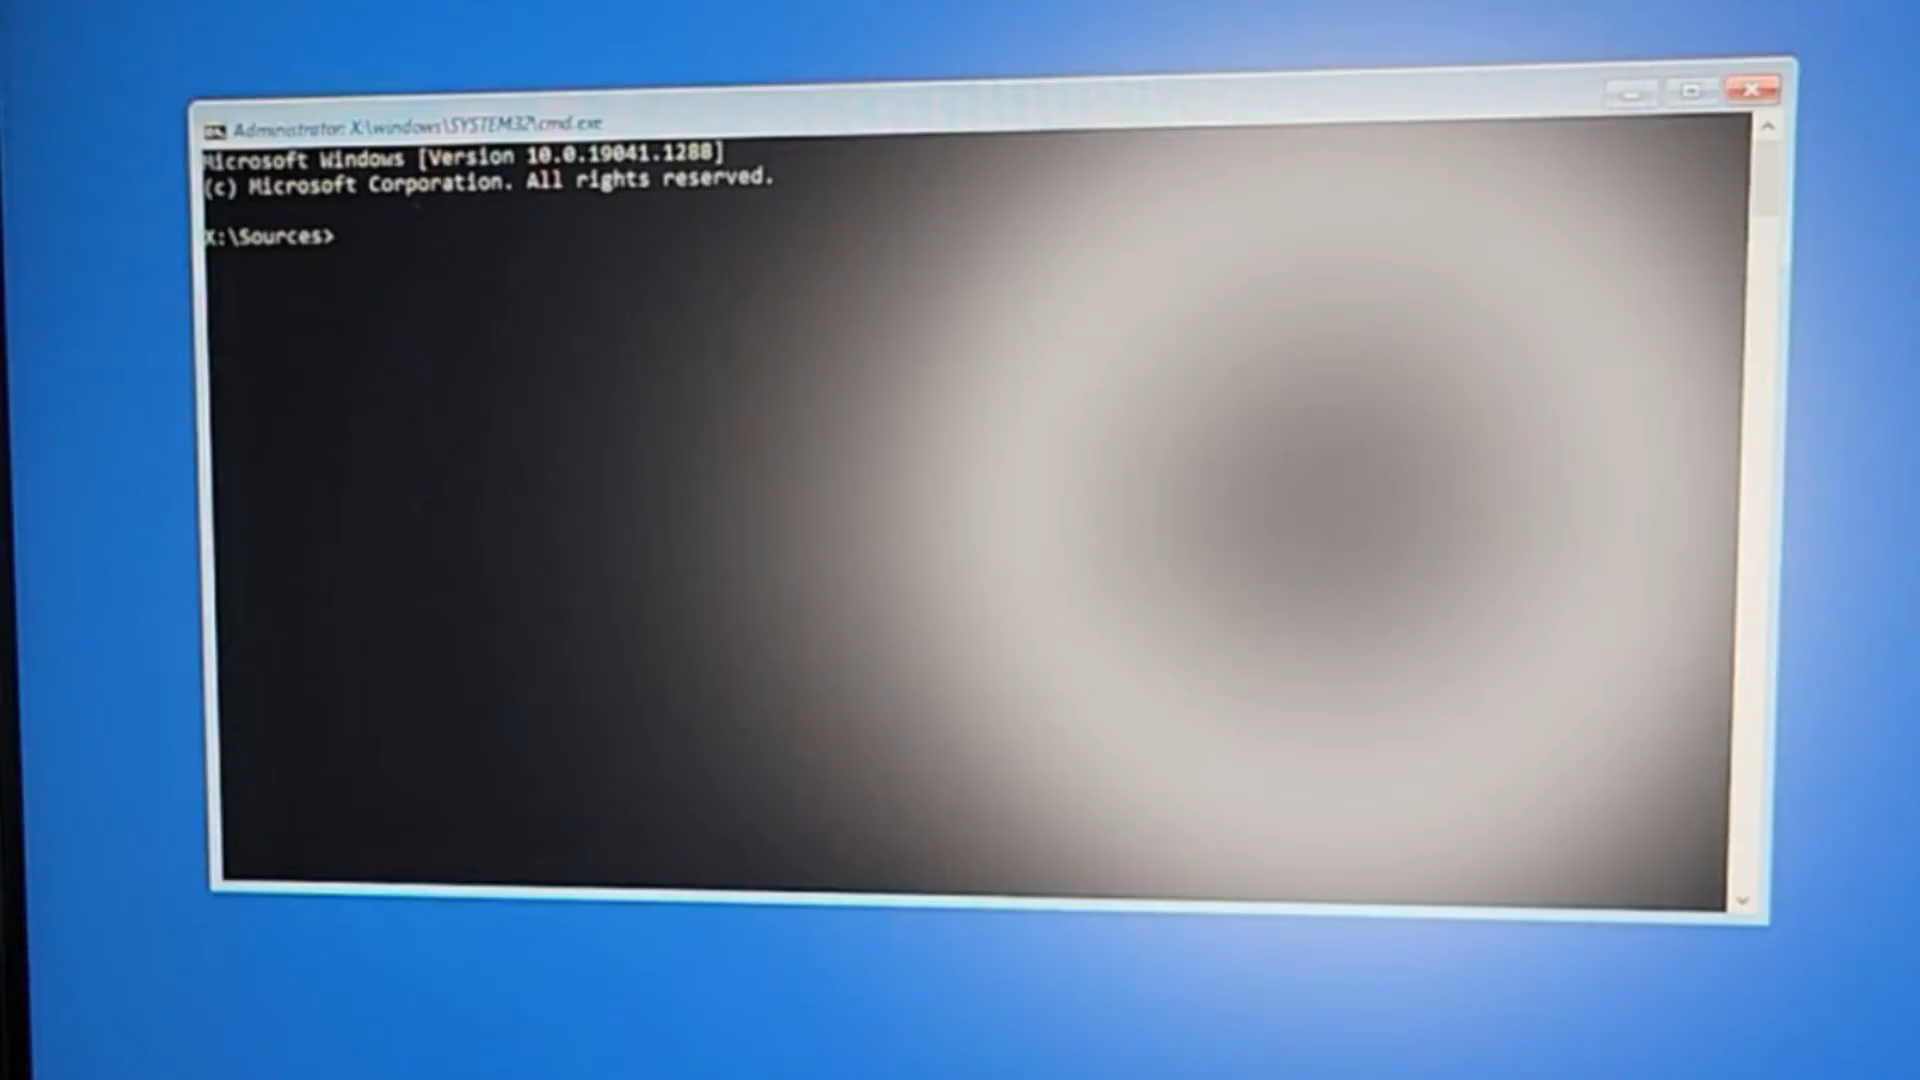 Administrator: X:\windows\SYSTEM32\cmd.exe
Microsoft Windows [Version 10.0.19041.1288]
(c) Microsoft Corporation. All rights reserved.
X:\Sources>